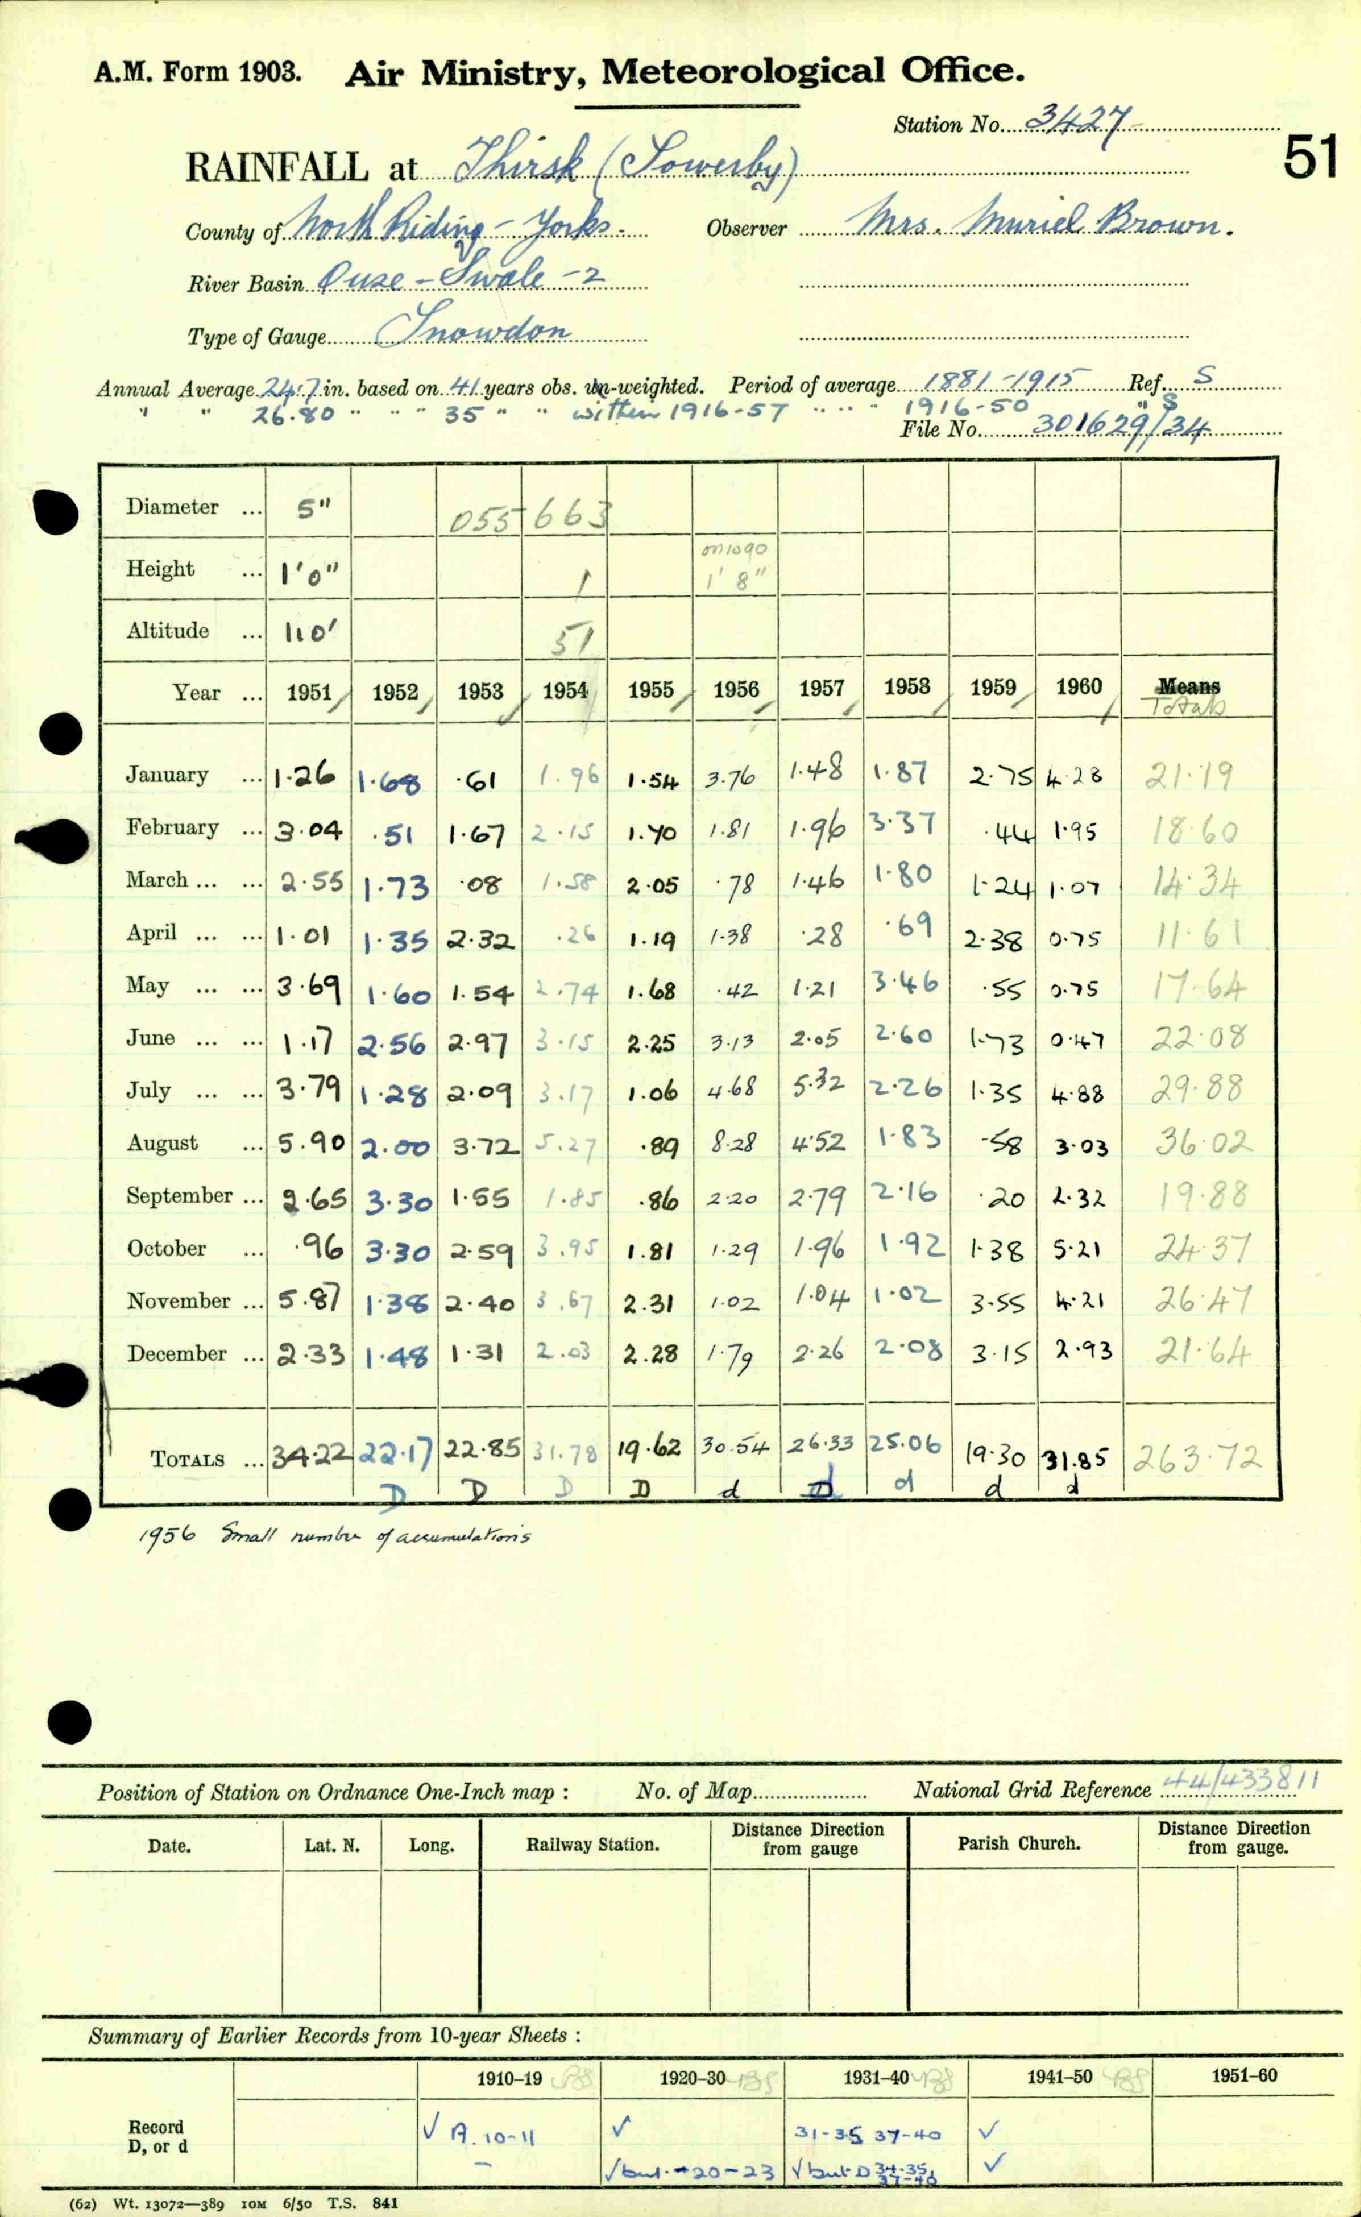 A.M. Form 1903. Air Ministry, Meteorological Office.
Station No. 3427
51
RAINFALL at Thirsk (Sowerby)
County of North Riding - Yorks. Observer Mrs. Muriel Brown.
River Basin Ouse - Swale - 2
Type of Gauge Snowdon
Annual Average 24.7 in. based on 41 years obs. un-weighted. Period of average 1881-1915 Ref. S
" " 26.80 " " " 35 " " within 1916-57 " " " 1916-50 " S
File No. 301629/34
Diameter ... 5" 055 663
Height ... 1'0" 1 1' 8"
Altitude ... 110' 51
Year ... 1951 1952 1953 1954 1955 1956 1957 1958 1959 1960 Means
Totals
January ... 1.26 1.68 .61 1.96 1.54 3.76 1.48 1.87 2.75 4.28 21.19
February ... 3.04 .51 1.67 2.15 1.70 1.81 1.96 3.37 .44 1.95 18.60
March ... ... 2.55 1.73 .08 1.58 2.05 .78 1.46 1.80 1.24 1.07 14.34
April ... ... 1.01 1.35 2.32 .26 1.19 1.38 .28 .69 2.38 0.75 11.61
May ... ... 3.69 1.60 1.54 2.74 1.68 .42 1.21 3.46 .55 0.75 17.64
June ... ... 1.17 2.56 2.97 3.15 2.25 3.13 2.05 2.60 1.73 0.47 22.08
July ... ... 3.79 1.28 2.09 3.17 1.06 4.68 5.32 2.26 1.35 4.88 29.88
August ... 5.90 2.00 3.72 5.27 .89 8.28 4.52 1.83 .58 3.03 36.02
September ... 2.65 3.30 1.55 1.85 .86 2.20 2.79 2.16 .20 2.32 19.88
October ... .96 3.30 2.59 3.95 1.81 1.29 1.96 1.92 1.38 5.21 24.37
November ... 5.87 1.38 2.40 3.67 2.31 1.02 1.04 1.02 3.55 4.21 26.47
December ... 2.33 1.48 1.31 2.03 2.28 1.79 2.26 2.08 3.15 2.93 21.64
TOTALS ... 34.22 22.17 22.85 31.78 19.62 30.54 26.33 25.06 19.30 31.85 263.72
D D D D d d d d d
1956 Small number of accumulations
Position of Station on Ordnance One-Inch map : No. of Map National Grid Reference 44/433811
Date. Lat. N. Long. Railway Station. Distance Direction from gauge Parish Church. Distance Direction from gauge.
Summary of Earlier Records from 10-year Sheets :
1910–19 1920–30 1931–40 1941–50 1951–60
Record ✓ A. 10-11 ✓ 31-35 37-40 ✓
D, or d - ✓ but 20-23 ✓ but D 34-35, 37-40 ✓
(62) Wt. 13072—389 10M 6/50 T.S. 841